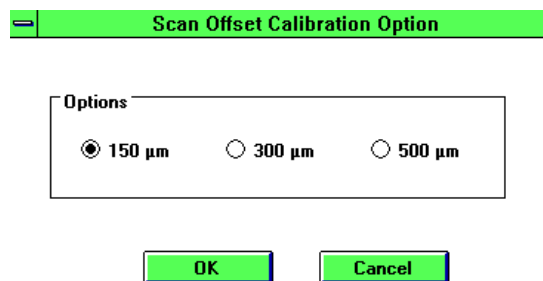 Scan Offset Calibration Option
Options
150 µm 300 µm 500 µm
OK Cancel